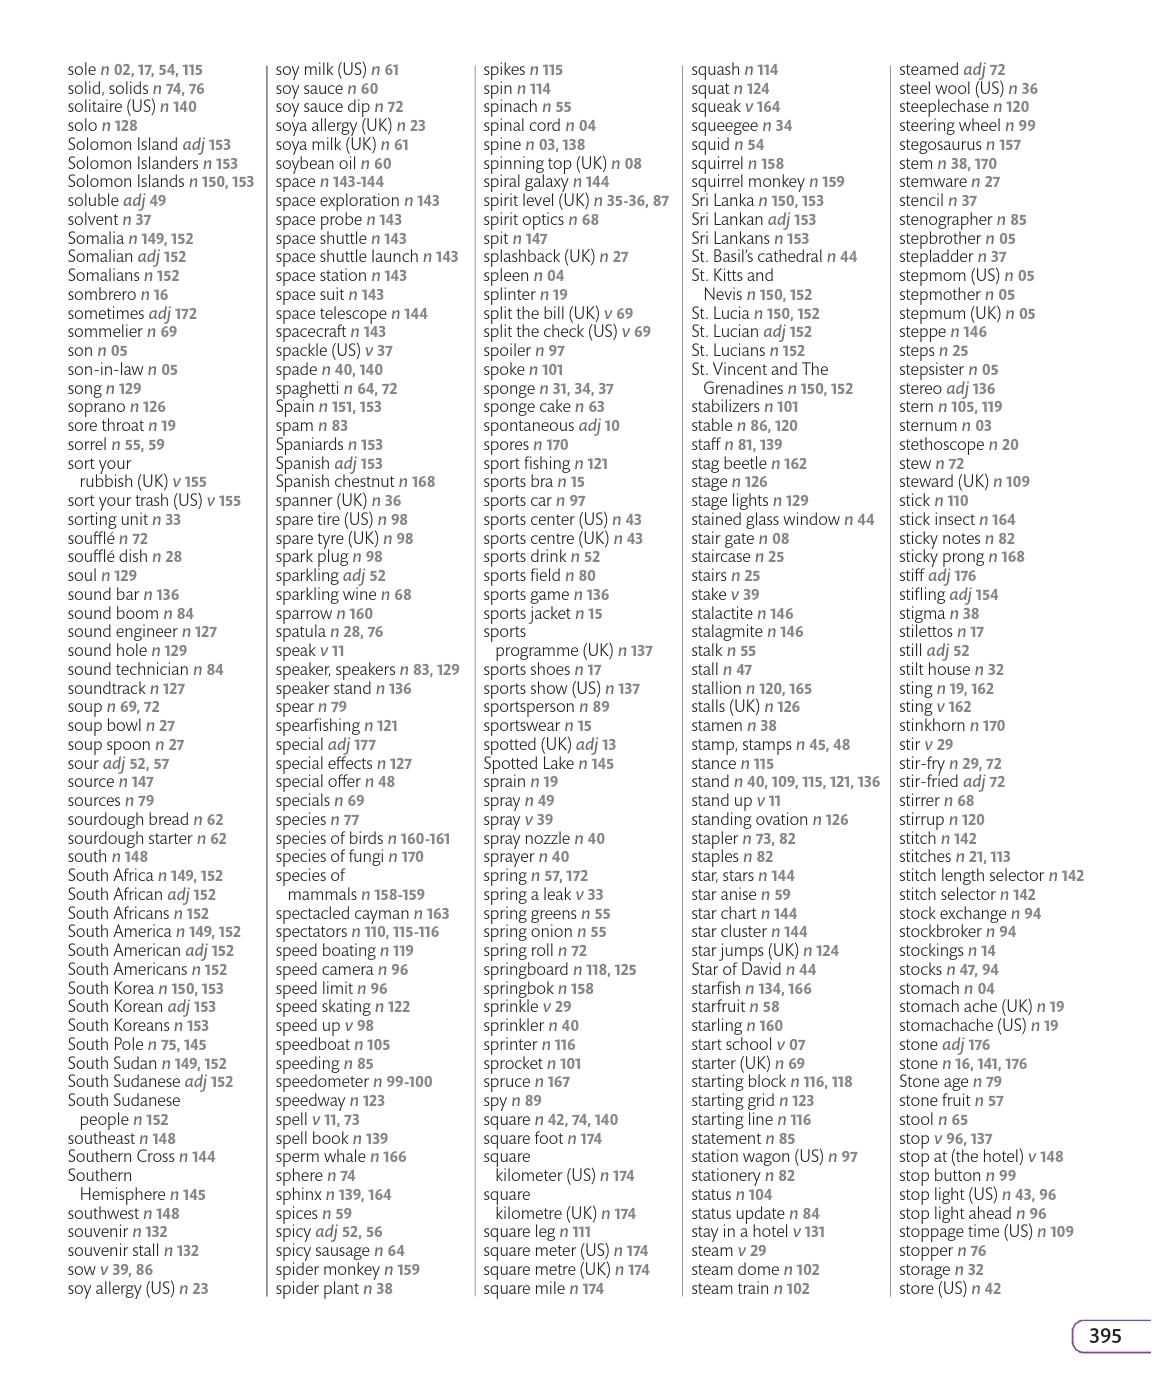 sole n 02, 17, 54, 115
solid, solids n 74, 76
solitaire (US) n 140
solo n 128
Solomon Island adj 153
Solomon Islanders n 153
Solomon Islands n 150, 153
soluble adj 49
solvent n 37
Somalia n 149, 152
Somalian adj 152
Somalians n 152
sombrero n 16
sometimes adj 172
sommelier n 69
son n 05
son-in-law n 05
song n 129
soprano n 126
sore throat n 19
sorrel n 55, 59
sort your
rubbish (UK) v 155
sort your trash (US) v 155
sorting unit n 33
soufflé n 72
soufflé dish n 28
soul n 129
sound bar n 136
sound boom n 84
sound engineer n 127
sound hole n 129
sound technician n 84
soundtrack n 127
soup n 69, 72
soup bowl n 27
soup spoon n 27
sour adj 52, 57
source n 147
sources n 79
sourdough bread n 62
sourdough starter n 62
south n 148
South Africa n 149, 152
South African adj 152
South Africans n 152
South America n 149, 152
South American adj 152
South Americans n 152
South Korea n 150, 153
South Korean adj 153
South Koreans n 153
South Pole n 75, 145
South Sudan n 149, 152
South Sudanese adj 152
South Sudanese
people n 152
southeast n 148
Southern Cross n 144
Southern
Hemisphere n 145
southwest n 148
souvenir n 132
souvenir stall n 132
sow v 39, 86
soy allergy (US) n 23
soy milk (US) n 61
soy sauce n 60
soy sauce dip n 72
soya allergy (UK) n 23
soya milk (UK) n 61
soybean oil n 60
space n 143-144
space exploration n 143
space probe n 143
space shuttle n 143
space shuttle launch n 143
space station n 143
space suit n 143
space telescope n 144
spacecraft n 143
spackle (US) v 37
spade n 40, 140
spaghetti n 64, 72
Spain n 151, 153
spam n 83
Spaniards n 153
Spanish adj 153
Spanish chestnut n 168
spanner (UK) n 36
spare tire (US) n 98
spare tyre (UK) n 98
spark plug n 98
sparkling adj 52
sparkling wine n 68
sparrow n 160
spatula n 28, 76
speak v 11
speaker, speakers n 83, 129
speaker stand n 136
spear n 79
spearfishing n 121
special adj 177
special effects n 127
special offer n 48
specials n 69
species n 77
species of birds n 160-161
species of fungi n 170
species of
mammals n 158-159
spectacled cayman n 163
spectators n 110, 115-116
speed boating n 119
speed camera n 96
speed limit n 96
speed skating n 122
speed up v 98
speedboat n 105
speeding n 85
speedometer n 99-100
speedway n 123
spell v 11, 73
spell book n 139
sperm whale n 166
sphere n 74
sphinx n 139, 164
spices n 59
spicy adj 52, 56
spicy sausage n 64
spider monkey n 159
spider plant n 38
spikes n 115
spin n 114
spinach n 55
spinal cord n 04
spine n 03, 138
spinning top (UK) n 08
spiral galaxy n 144
spirit level (UK) n 35-36, 87
spirit optics n 68
spit n 147
splashback (UK) n 27
spleen n 04
splinter n 19
split the bill (UK) v 69
split the check (US) v 69
spoiler n 97
spoke n 101
sponge n 31, 34, 37
sponge cake n 63
spontaneous adj 10
spores n 170
sport fishing n 121
sports bra n 15
sports car n 97
sports center (US) n 43
sports centre (UK) n 43
sports drink n 52
sports field n 80
sports game n 136
sports jacket n 15
sports
programme (UK) n 137
sports shoes n 17
sports show (US) n 137
sportsperson n 89
sportswear n 15
spotted (UK) adj 13
Spotted Lake n 145
sprain n 19
spray n 49
spray v 39
spray nozzle n 40
sprayer n 40
spring n 57, 172
spring a leak v 33
spring greens n 55
spring onion n 55
spring roll n 72
springboard n 118, 125
springbok n 158
sprinkle v 29
sprinkler n 40
sprinter n 116
sprocket n 101
spruce n 167
spy n 89
square n 42, 74, 140
square foot n 174
square
kilometer (US) n 174
square
kilometre (UK) n 174
square leg n 111
square meter (US) n 174
square metre (UK) n 174
square mile n 174
squash n 114
squat n 124
squeak v 164
squeegee n 34
squid n 54
squirrel n 158
squirrel monkey n 159
Sri Lanka n 150, 153
Sri Lankan adj 153
Sri Lankans n 153
St. Basil's cathedral n 44
St. Kitts and
Nevis n 150, 152
St. Lucia n 150, 152
St. Lucian adj 152
St. Lucians n 152
St. Vincent and The
Grenadines n 150, 152
stabilizers n 101
stable n 86, 120
staff n 81, 139
stag beetle n 162
stage n 126
stage lights n 129
stained glass window n 44
stair gate n 08
staircase n 25
stairs n 25
stake v 39
stalactite n 146
stalagmite n 146
stalk n 55
stall n 47
stallion n 120, 165
stalls (UK) n 126
stamen n 38
stamp, stamps n 45, 48
stance n 115
stand n 40, 109, 115, 121, 136
stand up v 11
standing ovation n 126
stapler n 73, 82
staples n 82
star, stars n 144
star anise n 59
star chart n 144
star cluster n 144
star jumps (UK) n 124
Star of David n 44
starfish n 134, 166
starfruit n 58
starling n 160
start school v 07
starter (UK) n 69
starting block n 116, 118
starting grid n 123
starting line n 116
statement n 85
station wagon (US) n 97
stationery n 82
status n 104
status update n 84
stay in a hotel v 131
steam v 29
steam dome n 102
steam train n 102
steamed adj 72
steel wool (US) n 36
steeplechase n 120
steering wheel n 99
stegosaurus n 157
stem n 38, 170
stemware n 27
stencil n 37
stenographer n 85
stepbrother n 05
stepladder n 37
stepmom (US) n 05
stepmother n 05
stepmum (UK) n 05
steppe n 146
steps n 25
stepsister n 05
stereo adj 136
stern n 105, 119
sternum n 03
stethoscope n 20
stew n 72
steward (UK) n 109
stick n 110
stick insect n 164
sticky notes n 82
sticky prong n 168
stiff adj 176
stifling adj 154
stigma n 38
stilettos n 17
still adj 52
stilt house n 32
sting n 19, 162
sting v 162
stinkhorn n 170
stir v 29
stir-fry n 29, 72
stir-fried adj 72
stirrer n 68
stirrup n 120
stitch n 142
stitches n 21, 113
stitch length selector n 142
stitch selector n 142
stock exchange n 94
stockbroker n 94
stockings n 14
stocks n 47, 94
stomach n 04
stomach ache (UK) n 19
stomachache (US) n 19
stone adj 176
stone n 16, 141, 176
Stone age n 79
stone fruit n 57
stool n 65
stop v 96, 137
stop at (the hotel) v 148
stop button n 99
stop light (US) n 43, 96
stop light ahead n 96
stoppage time (US) n 109
stopper n 76
storage n 32
store (US) n 42
395